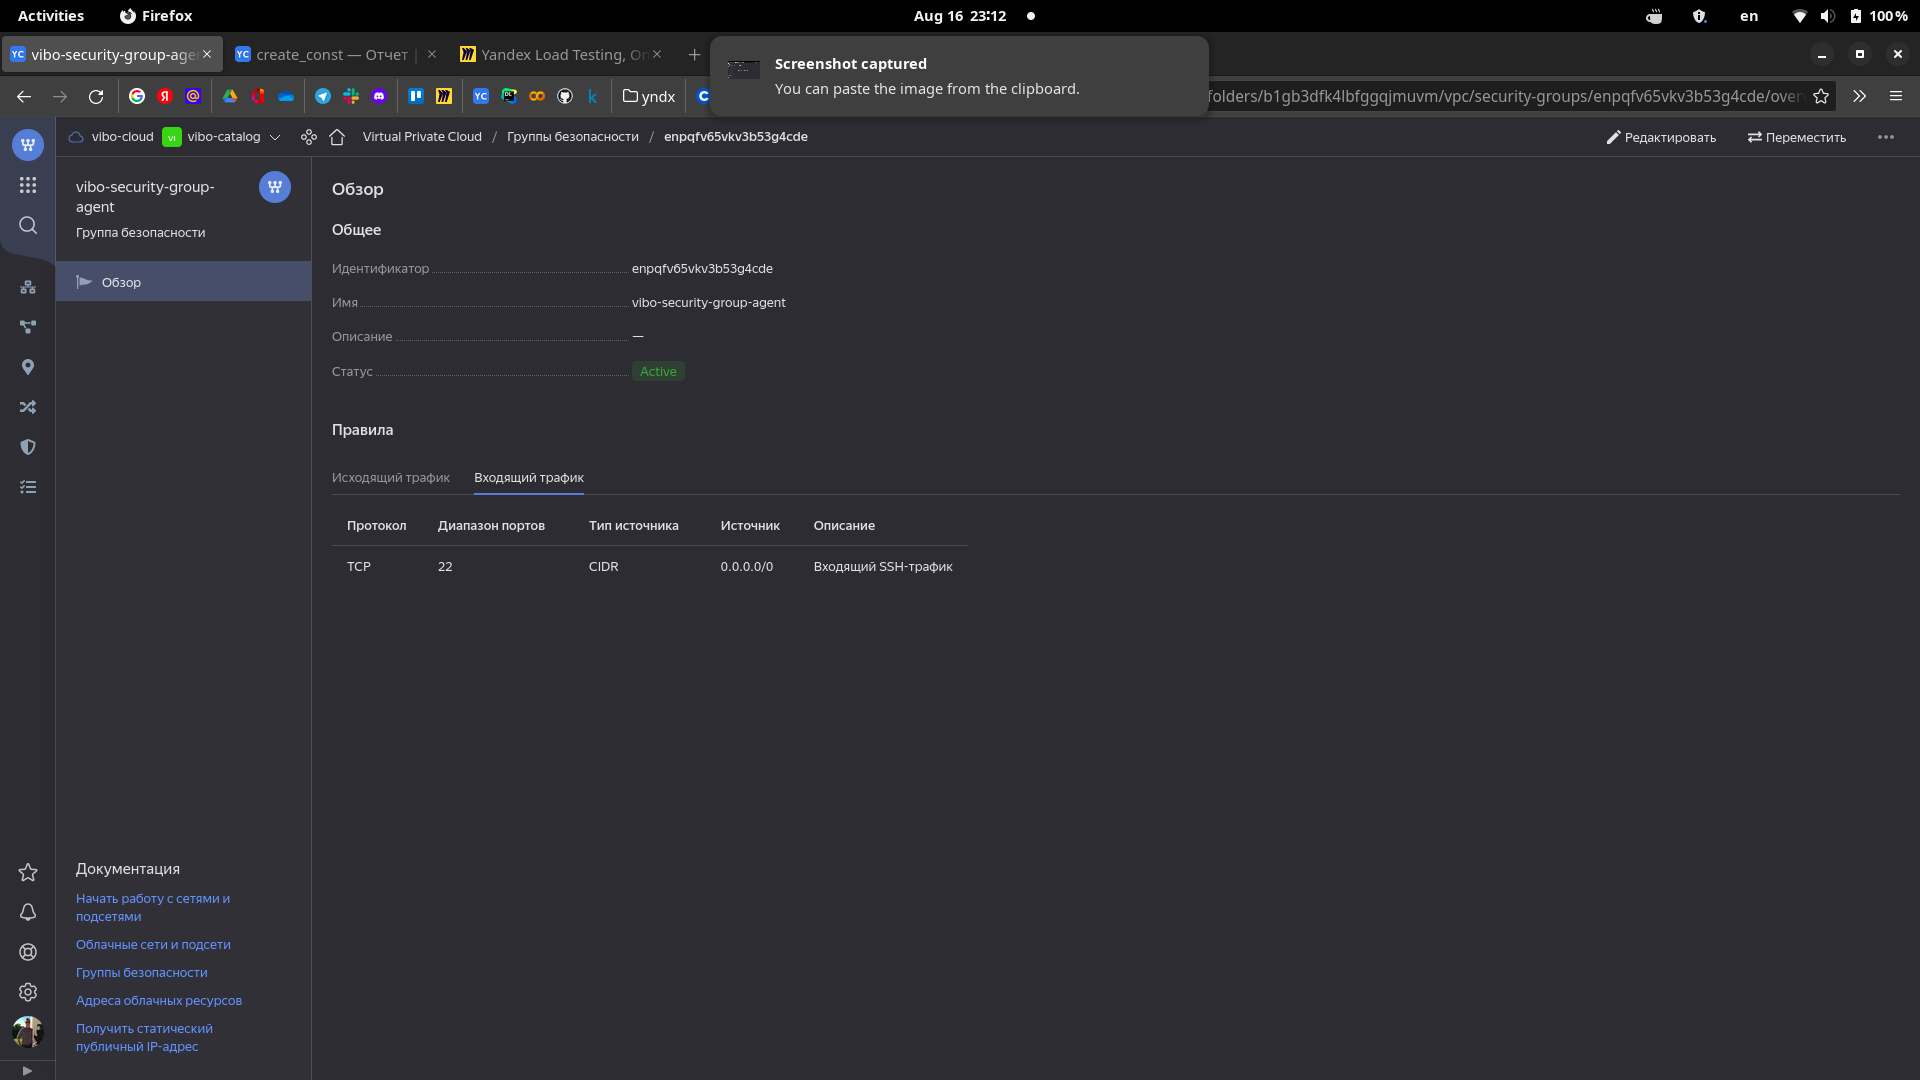 Activities
Firefox
Aug 16 23:12
en
100 %
vibo-security-group-age
create_const — Отчет |
Yandex Load Testing, On
Screenshot captured
You can paste the image from the clipboard.
yndx
folders/b1gb3dfk4lbfggqjmuvm/vpc/security-groups/enpqfv65vkv3b53g4cde/over
vibo-cloud
vibo-catalog
Virtual Private Cloud / Группы безопасности / enpqfv65vkv3b53g4cde
Редактировать
Переместить
vibo-security-group-
agent
Группа безопасности
Обзор
Обзор
Общее
Идентификатор enpqfv65vkv3b53g4cde
Имя vibo-security-group-agent
Описание —
Статус Active
Правила
Исходящий трафик Входящий трафик
Протокол Диапазон портов Тип источника Источник Описание
TCP 22 CIDR 0.0.0.0/0 Входящий SSH-трафик
Документация
Начать работу с сетями и
подсетями
Облачные сети и подсети
Группы безопасности
Адреса облачных ресурсов
Получить статический
публичный IP-адрес